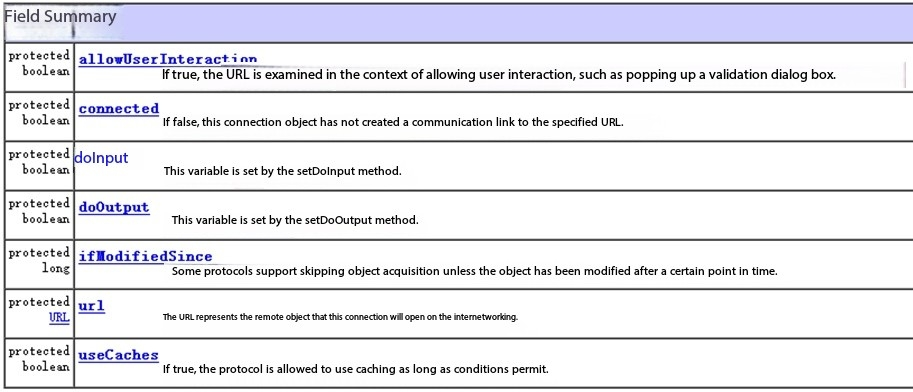 Field Summary
protected boolean
allowUserInteraction
If true, the URL is examined in the context of allowing user interaction, such as popping up a validation dialog box.
protected boolean
connected
If false, this connection object has not created a communication link to the specified URL.
protected boolean
doInput
This variable is set by the setDoInput method.
protected boolean
doOutput
This variable is set by the setDoOutput method.
protected long
ifModifiedSince
Some protocols support skipping object acquisition unless the object has been modified after a certain point in time.
protected URL
url
The URL represents the remote object that this connection will open on the internetworking.
protected boolean
useCaches
If true, the protocol is allowed to use caching as long as conditions permit.